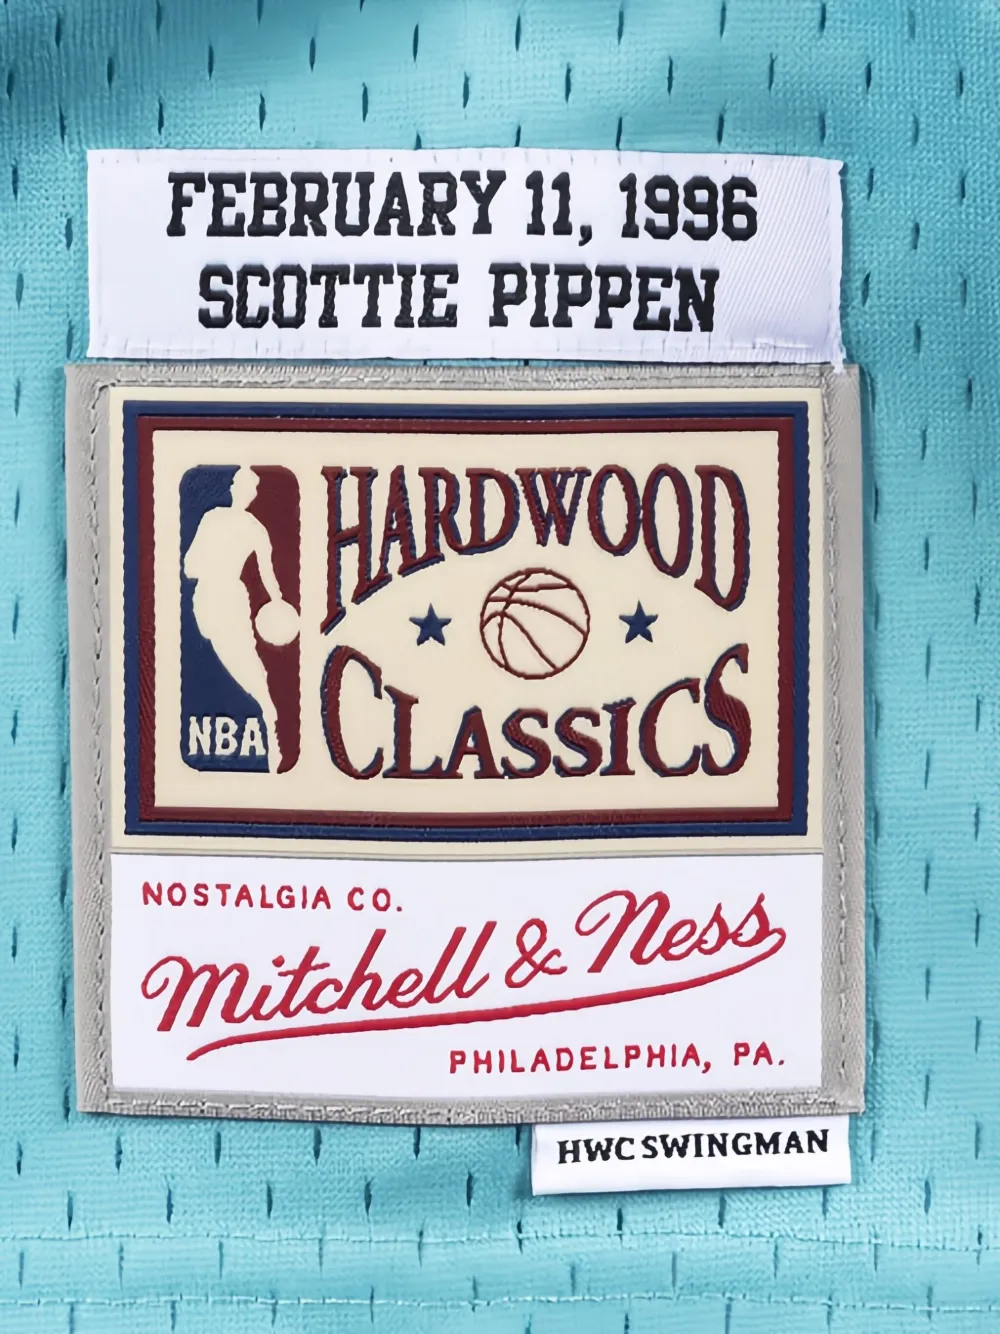 FEBRUARY 11, 1996
SCOTTIE PIPPEN
HARDWOOD
CLASSICS
NBA
NOSTALGIA CO.
Mitchell & Ness
PHILADELPHIA, PA.
HWC SWINGMAN